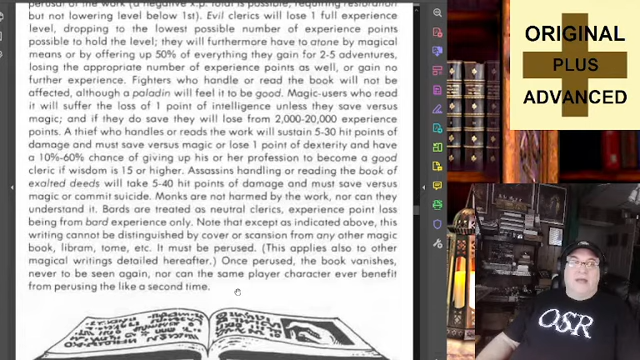 perusal of the work (a negative x.p. total is possible, requiring restoration
but not lowering level below 1st). Evil clerics will lose 1 full experience
level, dropping to the lowest possible number of experience points
possible to hold the level; they will furthermore have to atone by magical
means or by offering up 50% of everything they gain for 2-5 adventures,
losing the appropriate number of experience points as well, or gain no
further experience. Fighters who handle or read the book will not be
affected, although a paladin will feel it to be good. Magic-users who read
it will suffer the loss of 1 point of intelligence unless they save versus
magic; and if they do save they will lose from 2,000-20,000 experience
points. A thief who handles or reads the work will sustain 5-30 hit points of
damage and must save versus magic or lose 1 point of dexterity and have
a 10%-60% chance of giving up his or her profession to become a good
cleric if wisdom is 15 or higher. Assassins handling or reading the book of
exalted deeds will take 5-40 hit points of damage and must save versus
magic or commit suicide. Monks are not harmed by the work, nor can they
understand it. Bards are treated as neutral clerics, experience point loss
being from bard experience only. Note that except as indicated above, this
writing cannot be distinguished by cover or scansion from any other magic
book, libram, tome, etc. It must be perused. (This applies also to other
magical writings detailed hereafter.) Once perused, the book vanishes,
never to be seen again, nor can the same player character ever benefit
from perusing the like a second time.
ORIGINAL
PLUS
ADVANCED
OSR